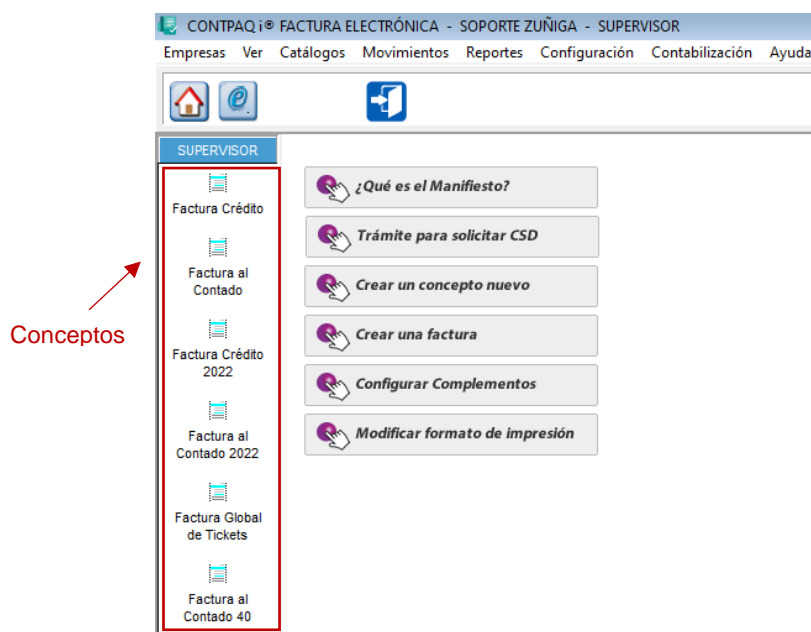 CONTPAQ i® FACTURA ELECTRÓNICA - SOPORTE ZUÑIGA - SUPERVISOR
Empresas Ver Catálogos Movimientos Reportes Configuración Contabilización Ayuda
SUPERVISOR
Factura Crédito
Factura al
Contado
Factura Crédito
2022
Factura al
Contado 2022
Factura Global
de Tickets
Factura al
Contado 40
Conceptos
¿Qué es el Manifiesto?
Trámite para solicitar CSD
Crear un concepto nuevo
Crear una factura
Configurar Complementos
Modificar formato de impresión